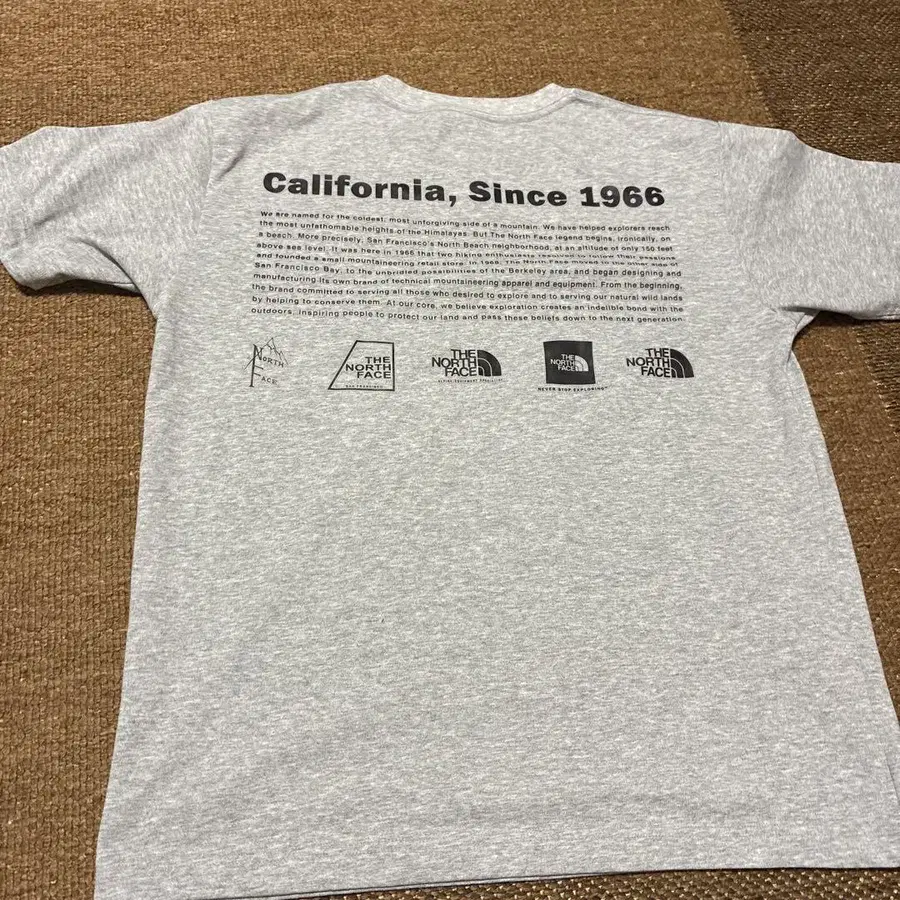 California, Since 1966
We are named for the coldest, most unforgiving side of a mountain. We have helped explorers reach
the most unfathomable heights of the Himalayas. But The North Face legend begins, ironically, on
a beach. More precisely, San Francisco's North Beach neighborhood, at an altitude of only 150 feet
above sea level. It was here in 1966 that two hiking enthusiasts resolved to follow their passions
and founded a small mountaineering retail store. In 1968, The North Face moved to the other side of
San Francisco Bay, to the unbridled possibilities of the Berkeley area, and began designing and
manufacturing its own brand of technical mountaineering apparel and equipment. From the beginning,
the brand committed to serving all those who desired to explore and to serving our natural wild lands
by helping to conserve them. At our core, we believe exploration creates an indelible bond with the
outdoors, inspiring people to protect our land and pass these beliefs down to the next generation.
NORTH
FACE
THE
NORTH
FACE
SAN FRANCISCO
THE
NORTH
FACE
ALPINE EQUIPMENT SPECIALIST
THE
NORTH
FACE
NEVER STOP EXPLORING™
THE
NORTH
FACE